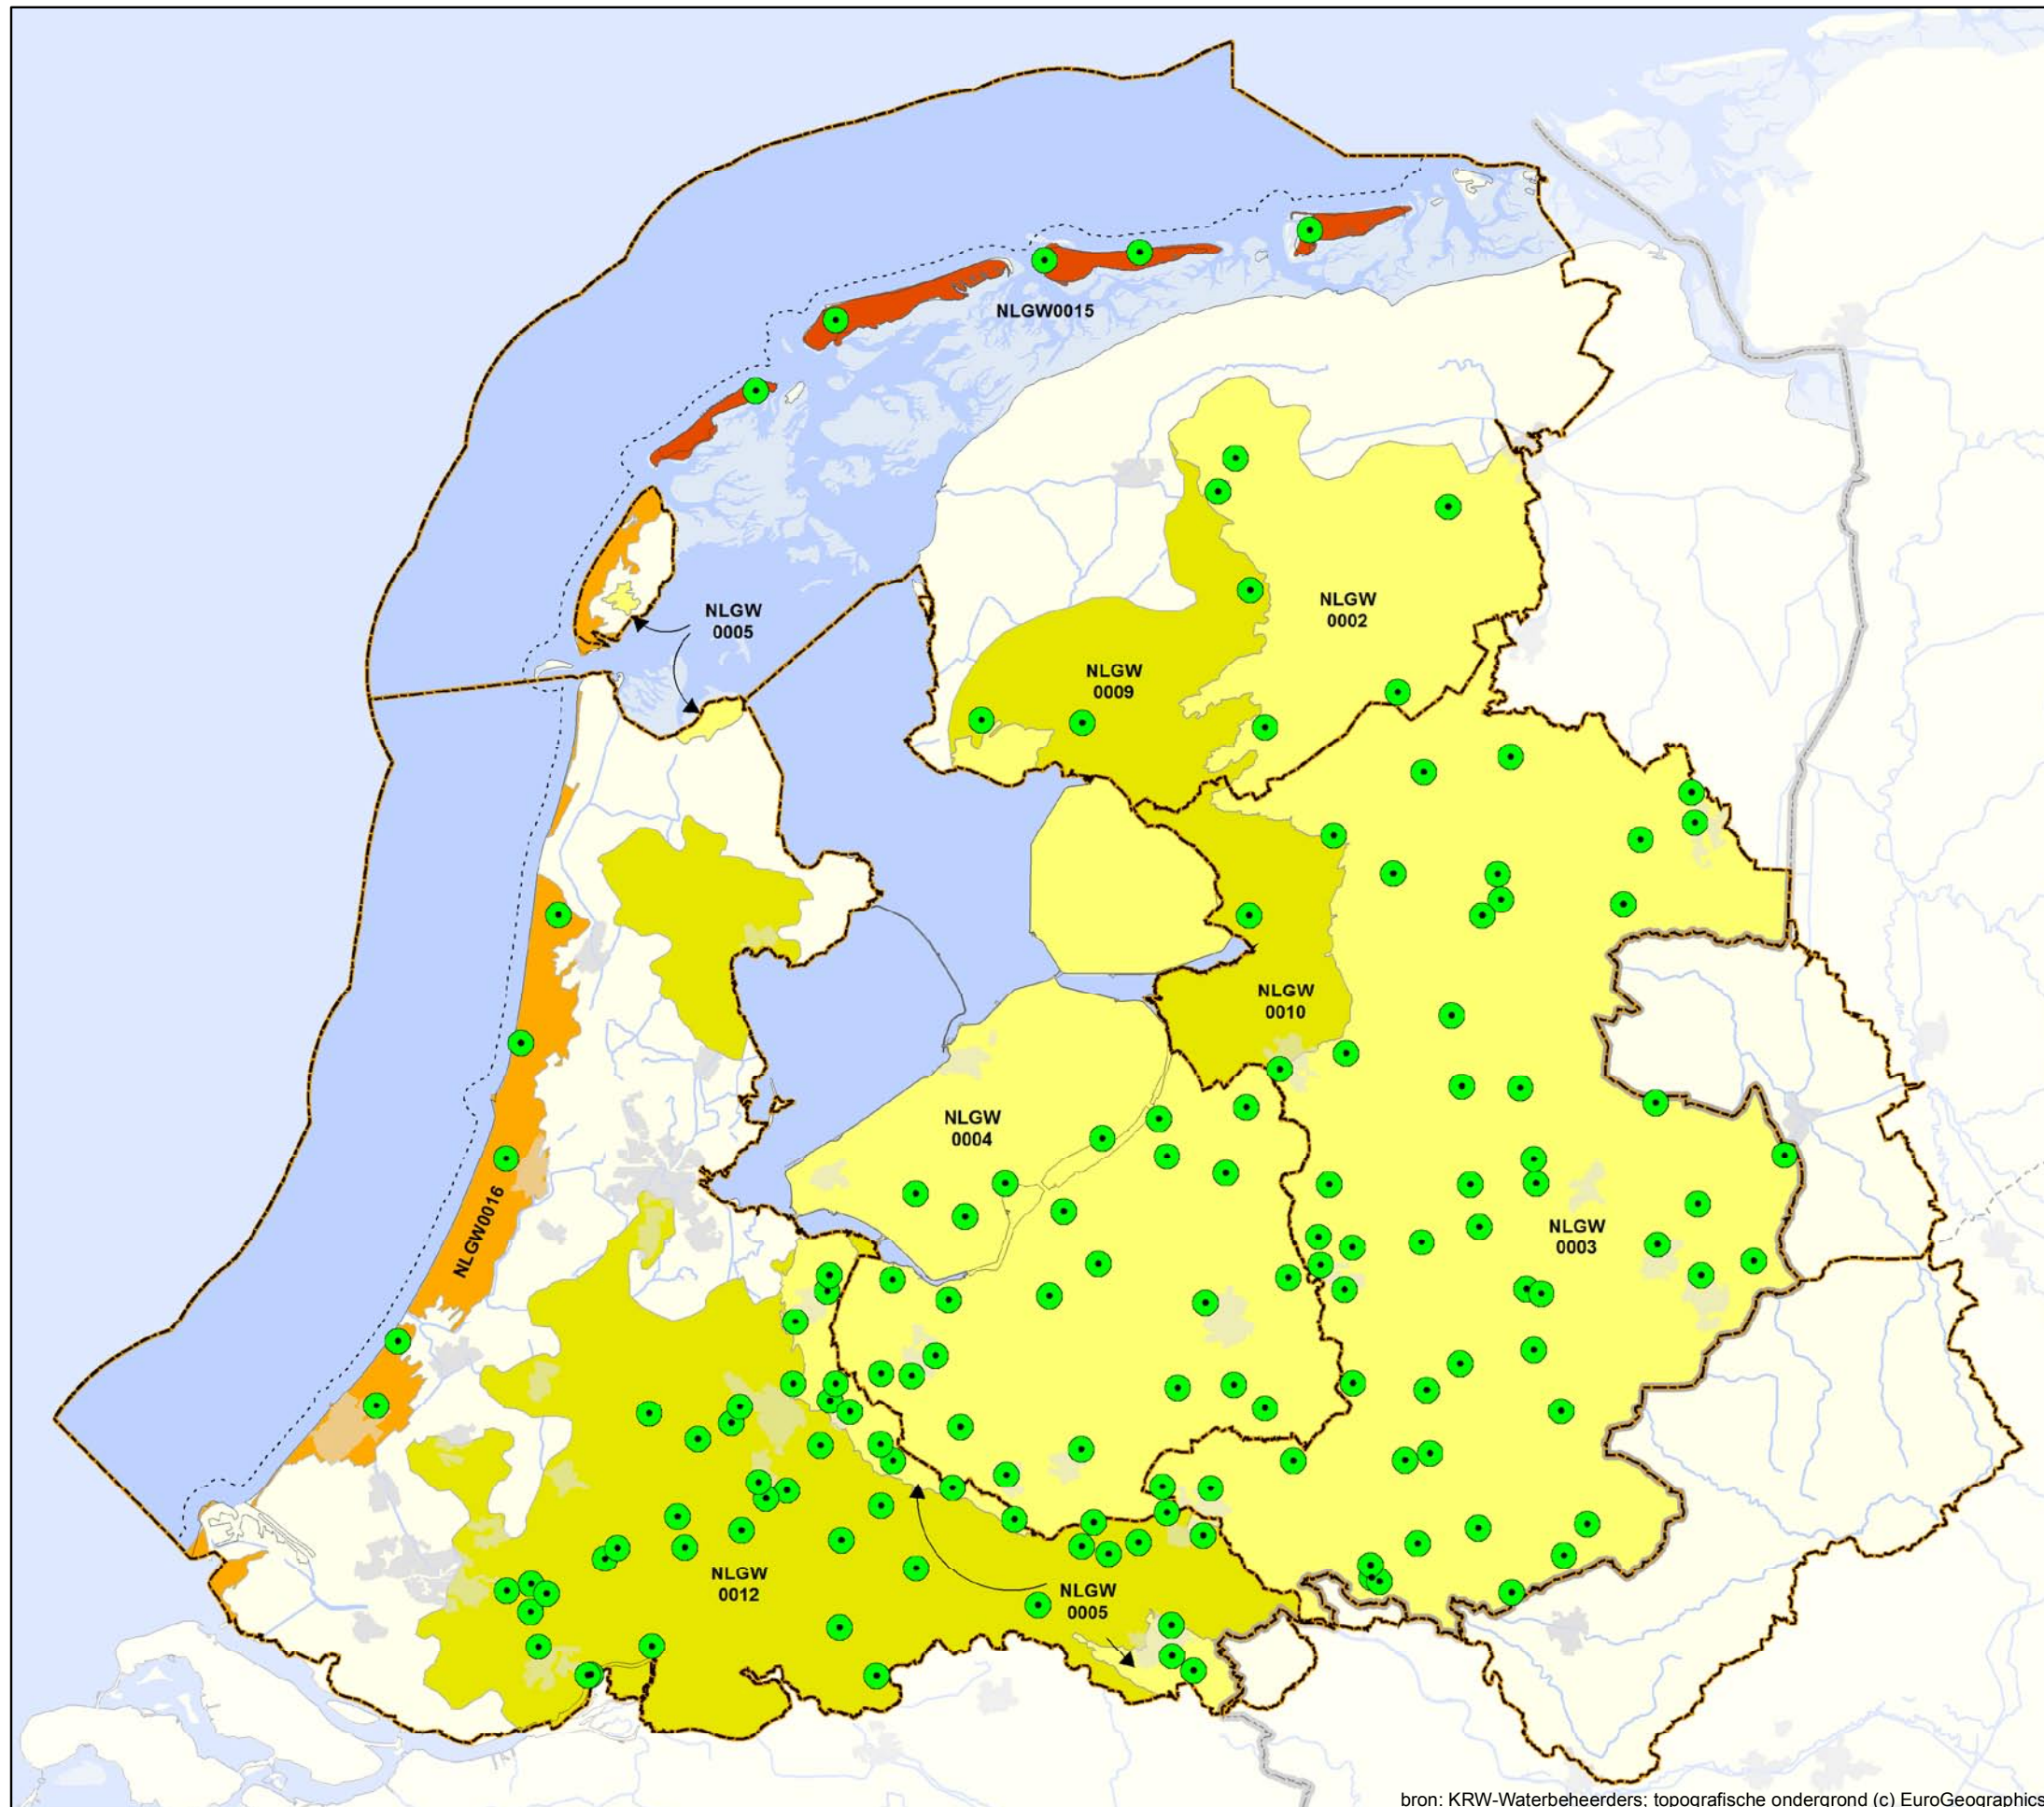 NLGW0015
NLGW
0005
NLGW
0002
NLGW
0009
NLGW
0010
NLGW
0004
NLGW0016
NLGW
0003
NLGW
0012
NLGW
0005
bron: KRW-Waterbeheerders; topografische ondergrond (c) EuroGeographics